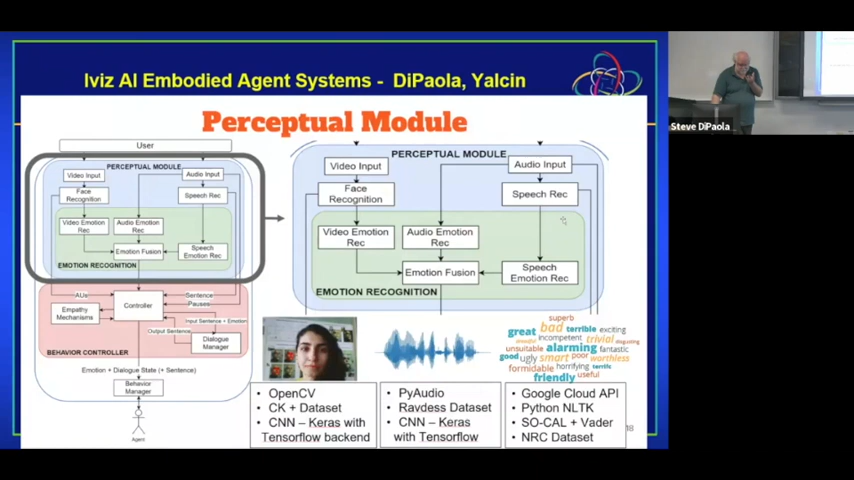 Iviz AI Embodied Agent Systems - DiPaola, Yalcin
Perceptual Module
User
PERCEPTUAL MODULE
Video Input
Audio Input
Face
Recognition
Speech Rec
Video Emotion
Rec
Audio Emotion
Rec
Emotion Fusion
Speech
Emotion Rec
EMOTION RECOGNITION
AUs
Sentence
Pauses
Controller
Empathy
Mechanisms
Input Sentence + Emotion
Output Sentence
Dialogue
Manager
BEHAVIOR CONTROLLER
Emotion + Dialogue State (+ Sentence)
Behavior
Manager
Agent
PERCEPTUAL MODULE
Video Input
Audio Input
Face
Recognition
Speech Rec
Video Emotion
Rec
Audio Emotion
Rec
Emotion Fusion
Speech
Emotion Rec
EMOTION RECOGNITION
superb
great bad terrible exciting
incompetent trivial disgusting
unsuitable alarming fantastic
good ugly smart poor worthless
formidable horrifying terrific
friendly useful
• OpenCV
• CK + Dataset
• CNN – Keras with
Tensorflow backend
• PyAudio
• Ravdess Dataset
• CNN – Keras
with Tensorflow
• Google Cloud API
• Python NLTK
• SO-CAL + Vader
• NRC Dataset
18
Steve DiPaola